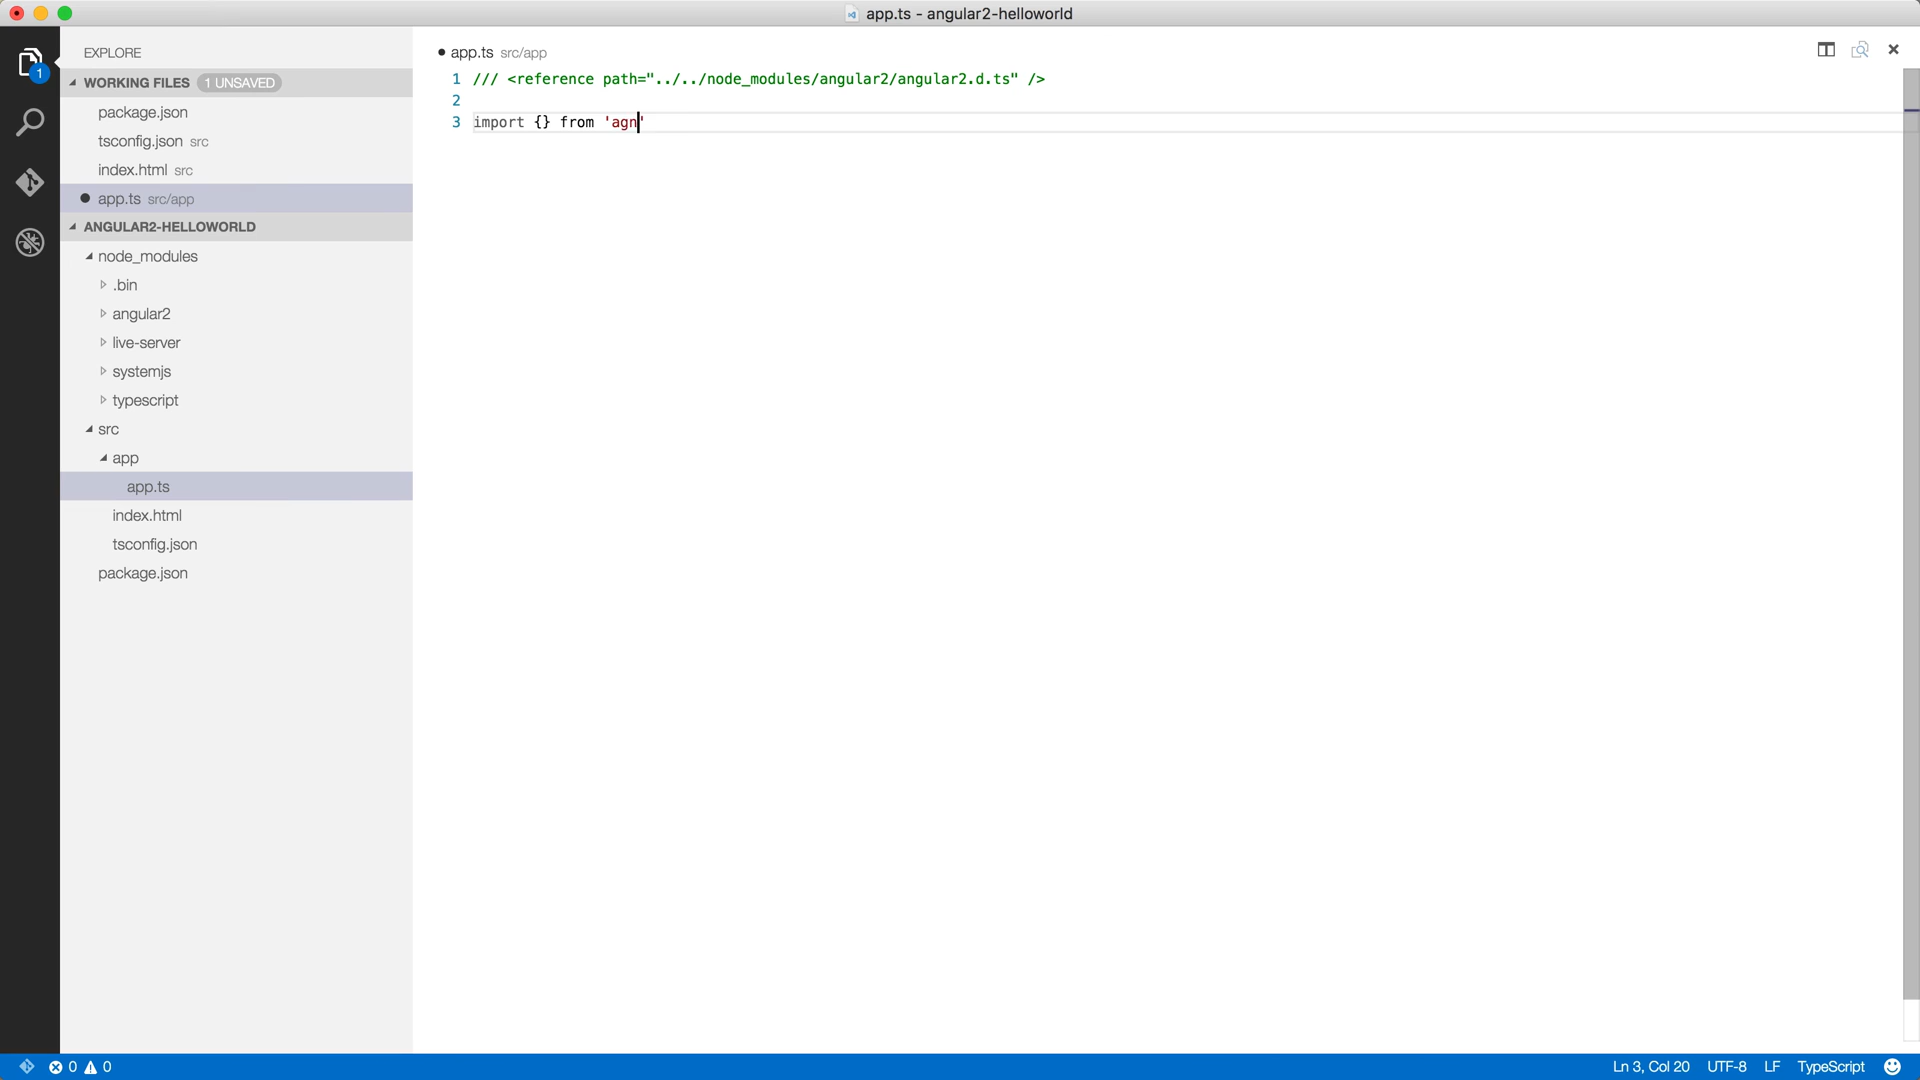 app.ts - angular2-helloworld
EXPLORE
WORKING FILES 1 UNSAVED
package.json
tsconfig.json src
index.html src
app.ts src/app
ANGULAR2-HELLOWORLD
node_modules
.bin
angular2
live-server
systemjs
typescript
src
app
app.ts
index.html
tsconfig.json
package.json
1
app.ts src/app
1 /// <reference path="../../node_modules/angular2/angular2.d.ts" />
2
3 import {} from 'agn'
0 0
Ln 3, Col 20 UTF-8 LF TypeScript